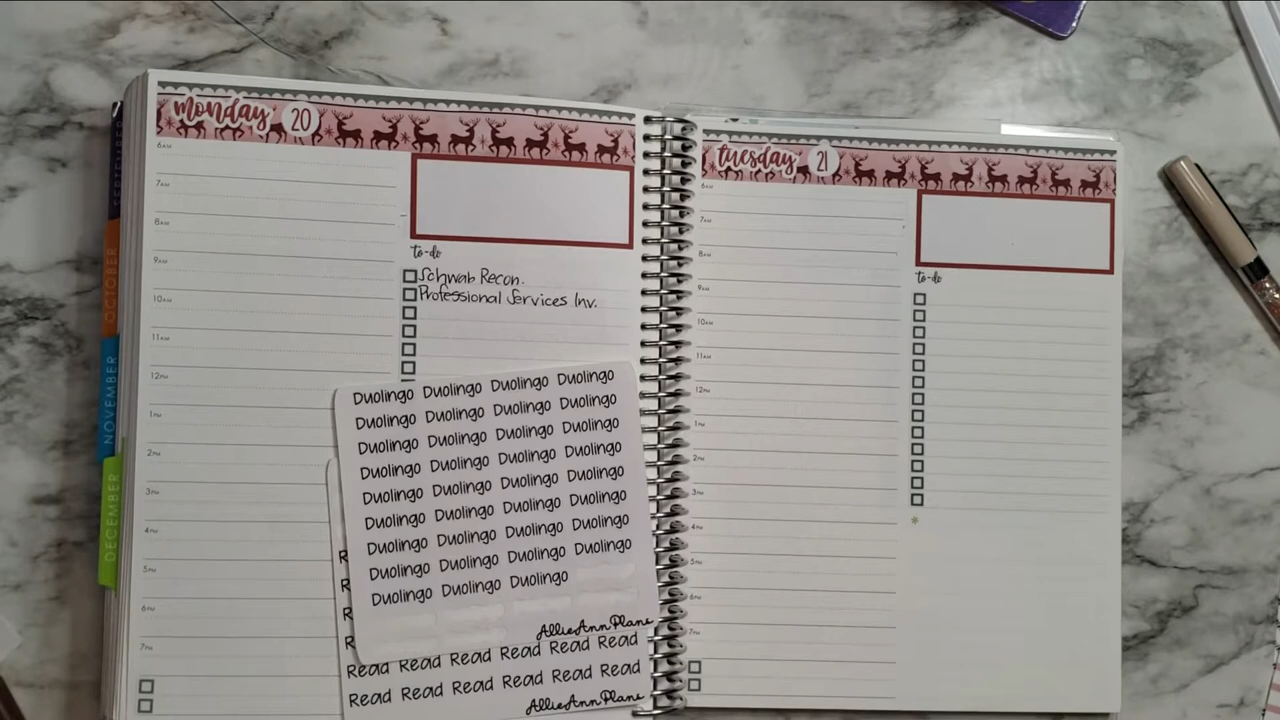 SEPTEMBER
OCTOBER
NOVEMBER
DECEMBER
monday 20
6AM
7AM
8AM
9AM
10AM
11AM
12PM
1PM
2PM
3PM
4PM
5PM
6PM
7PM
to-do
Schwab Recon.
Professional Services Inv.
Duolingo Duolingo Duolingo Duolingo
Duolingo Duolingo Duolingo Duolingo
Duolingo Duolingo Duolingo Duolingo
Duolingo Duolingo Duolingo Duolingo
Duolingo Duolingo Duolingo Duolingo
Duolingo Duolingo Duolingo Duolingo
Duolingo Duolingo Duolingo Duolingo
Duolingo Duolingo Duolingo Duolingo
Duolingo Duolingo Duolingo
AllieAnnPlans
Read Read Read Read Read Read
Read Read Read Read Read Read
AllieAnnPlans
tuesday 21
6AM
7AM
8AM
9AM
10AM
11AM
12PM
1PM
2PM
3PM
4PM
5PM
6PM
7PM
to-do